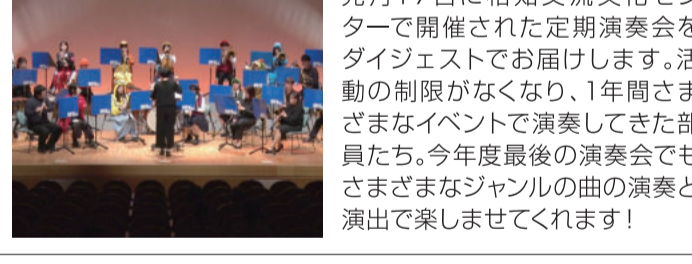 ターで開催された定期演奏会を
ダイジェストでお届けします。活
動の制限がなくなり、1年間さま
ざまなイベントで演奏してきた部
員たち。今年度最後の演奏会でも
さまざまなジャンルの曲の演奏と
演出で楽しませてくれます!